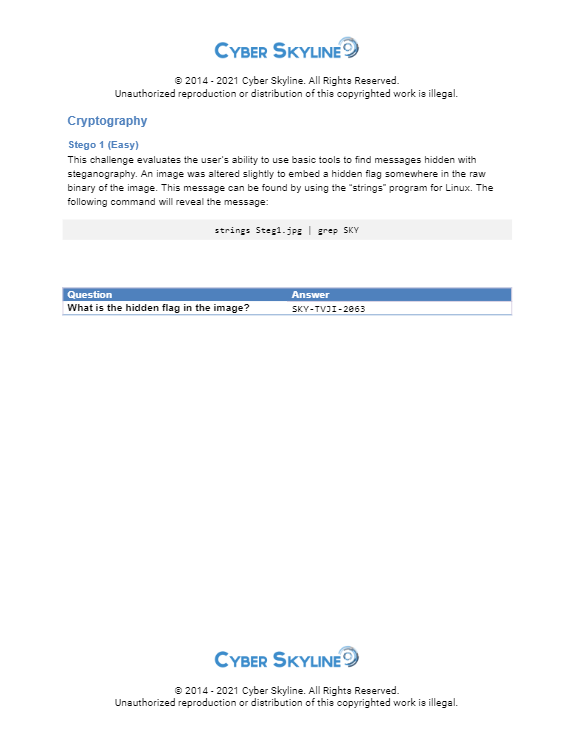 CYBER SKYLINE
© 2014 - 2021 Cyber Skyline. All Rights Reserved.
Unauthorized reproduction or distribution of this copyrighted work is illegal.
Cryptography
Stego 1 (Easy)
This challenge evaluates the user's ability to use basic tools to find messages hidden with
steganography. An image was altered slightly to embed a hidden flag somewhere in the raw
binary of the image. This message can be found by using the “strings” program for Linux. The
following command will reveal the message:
strings Steg1.jpg | grep SKY
Question Answer
What is the hidden flag in the image? SKY-TVJI-2063
CYBER SKYLINE
© 2014 - 2021 Cyber Skyline. All Rights Reserved.
Unauthorized reproduction or distribution of this copyrighted work is illegal.